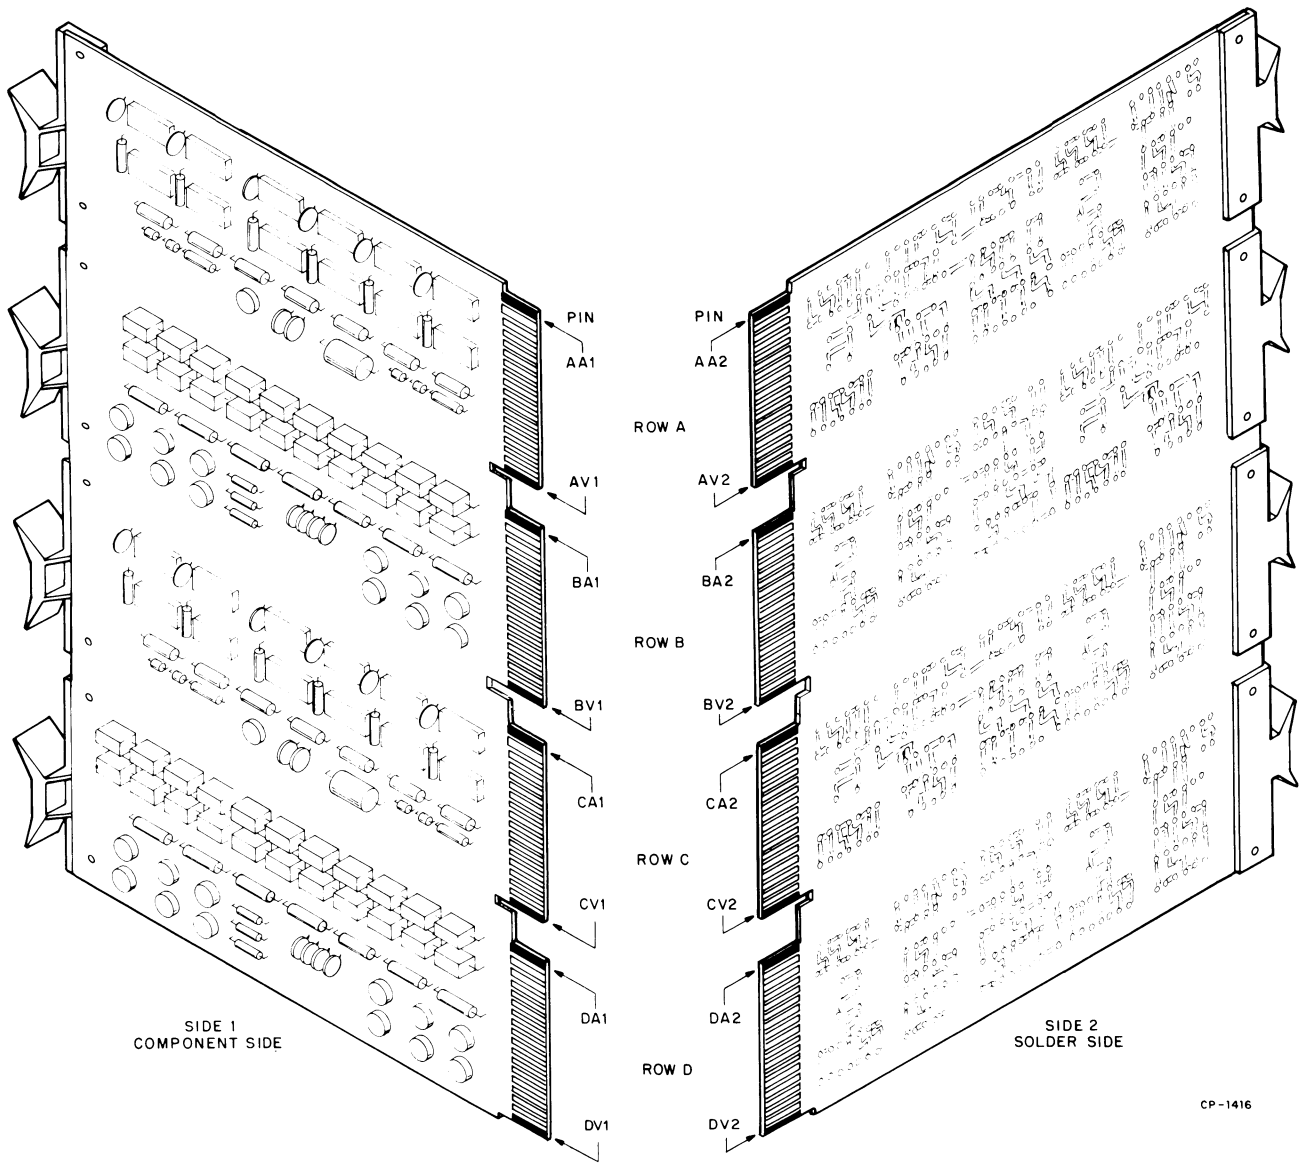 PIN
AA1
PIN
AA2
ROW A
AV1
AV2
BA1
BA2
ROW B
BV1
BV2
CA1
CA2
ROW C
CV1
CV2
DA1
DA2
SIDE 1
COMPONENT SIDE
SIDE 2
SOLDER SIDE
ROW D
CP-1416
DV1
DV2